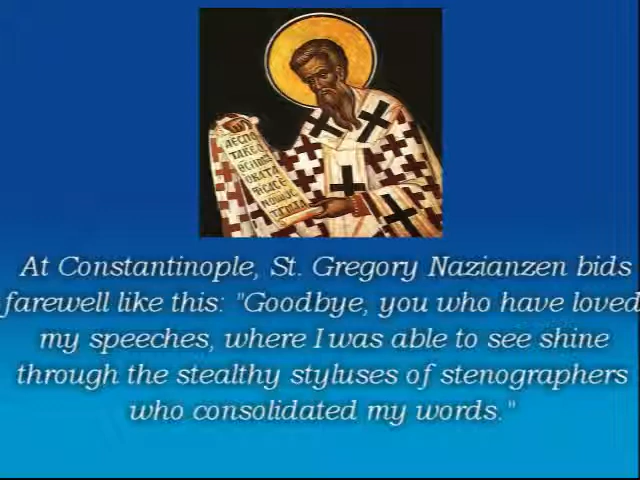 At Constantinople, St. Gregory Nazianzen bids
farewell like this: "Goodbye, you who have loved
my speeches, where I was able to see shine
through the stealthy styluses of stenographers
who consolidated my words."